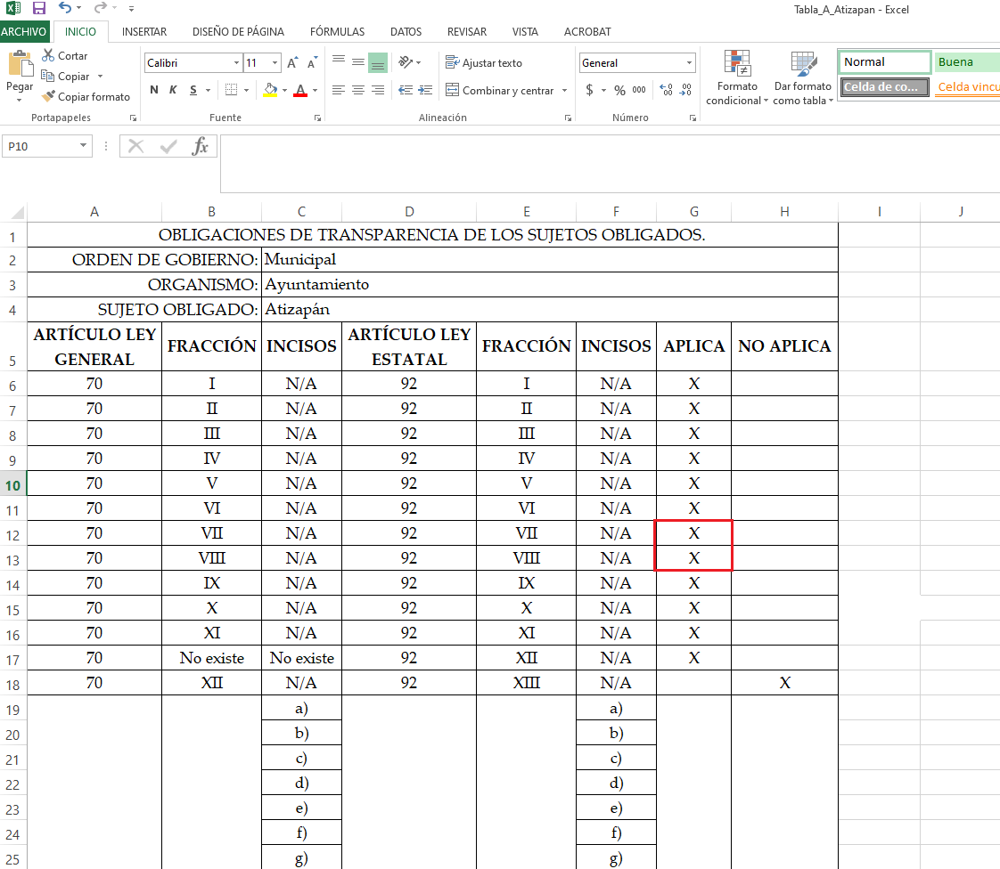 Tabla_A_Atizapan - Excel
ARCHIVO INICIO INSERTAR DISEÑO DE PÁGINA FÓRMULAS DATOS REVISAR VISTA ACROBAT
Pegar
Cortar
Copiar
Copiar formato
Portapapeles
Calibri 11
N K S
Fuente
Ajustar texto
Combinar y centrar
Alineación
General
$ % 000
Número
Formato condicional
Dar formato como tabla
Normal Buena
Celda de co... Celda vincu
P10 fx
A B C D E F G H I J
1 OBLIGACIONES DE TRANSPARENCIA DE LOS SUJETOS OBLIGADOS.
2 ORDEN DE GOBIERNO: Municipal
3 ORGANISMO: Ayuntamiento
4 SUJETO OBLIGADO: Atizapán
5 ARTÍCULO LEY GENERAL FRACCIÓN INCISOS ARTÍCULO LEY ESTATAL FRACCIÓN INCISOS APLICA NO APLICA
6 70 I N/A 92 I N/A X
7 70 II N/A 92 II N/A X
8 70 III N/A 92 III N/A X
9 70 IV N/A 92 IV N/A X
10 70 V N/A 92 V N/A X
11 70 VI N/A 92 VI N/A X
12 70 VII N/A 92 VII N/A X
13 70 VIII N/A 92 VIII N/A X
14 70 IX N/A 92 IX N/A X
15 70 X N/A 92 X N/A X
16 70 XI N/A 92 XI N/A X
17 70 No existe No existe 92 XII N/A X
18 70 XII N/A 92 XIII N/A X
19 a) a)
20 b) b)
21 c) c)
22 d) d)
23 e) e)
24 f) f)
25 g) g)